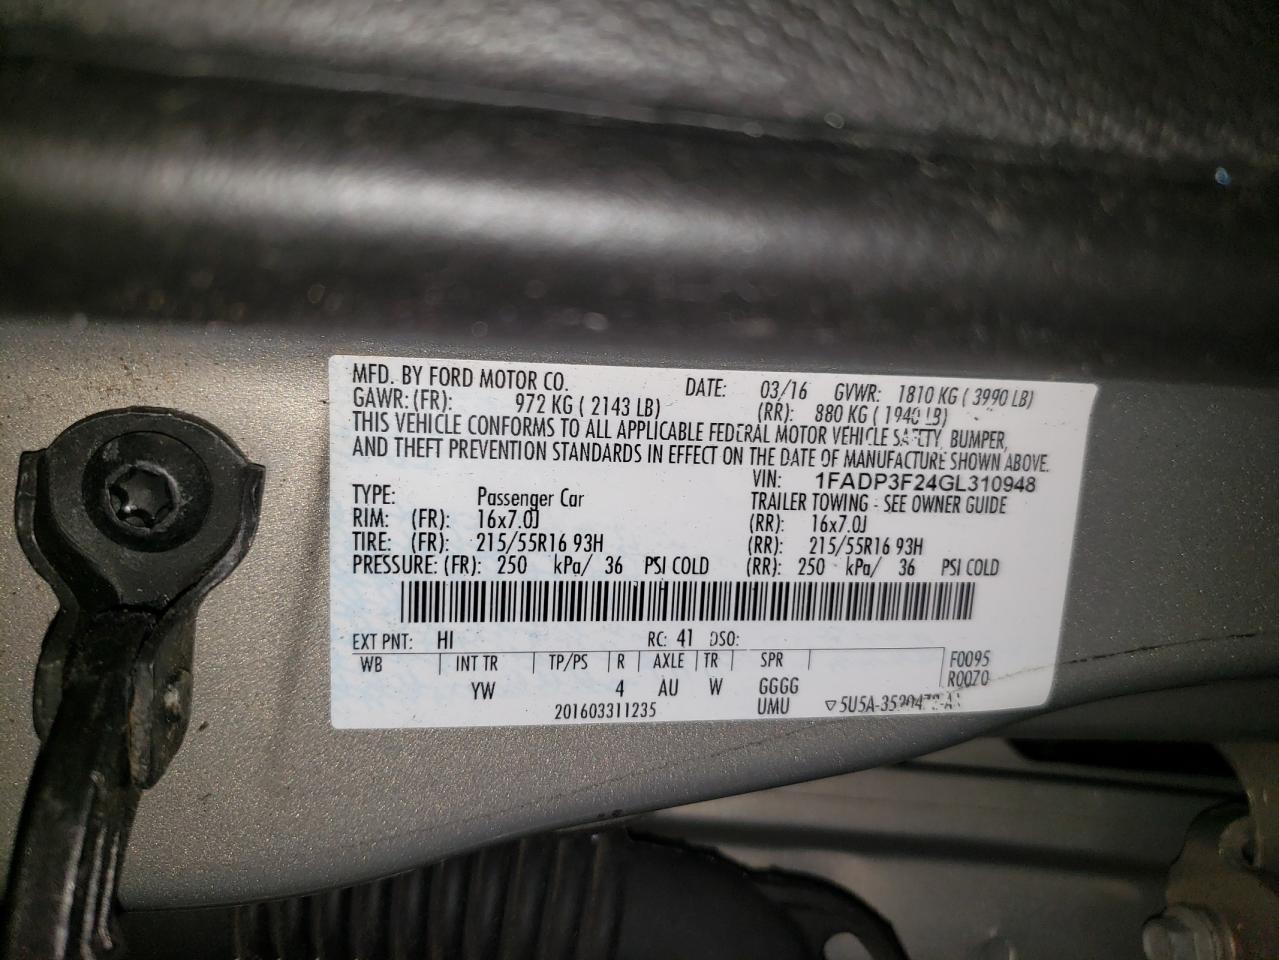 MFD. BY FORD MOTOR CO. DATE: 03/16 GVWR: 1810 KG ( 3990 LB)
GAWR: (FR): 972 KG ( 2143 LB) (RR): 880 KG ( 1940 LB)
THIS VEHICLE CONFORMS TO ALL APPLICABLE FEDERAL MOTOR VEHICLE SAFETY, BUMPER,
AND THEFT PREVENTION STANDARDS IN EFFECT ON THE DATE OF MANUFACTURE SHOWN ABOVE.
VIN: 1FADP3F24GL310948
TYPE: Passenger Car TRAILER TOWING - SEE OWNER GUIDE
RIM: (FR): 16x7.0J (RR): 16x7.0J
TIRE: (FR): 215/55R16 93H (RR): 215/55R16 93H
PRESSURE: (FR): 250 kPa/ 36 PSI COLD (RR): 250 kPa/ 36 PSI COLD
EXT PNT: HI RC: 41 DSO:
WB INT TR TP/PS R AXLE TR SPR F0095
YW 4 AU W GGGG R0070
201603311235 UMU